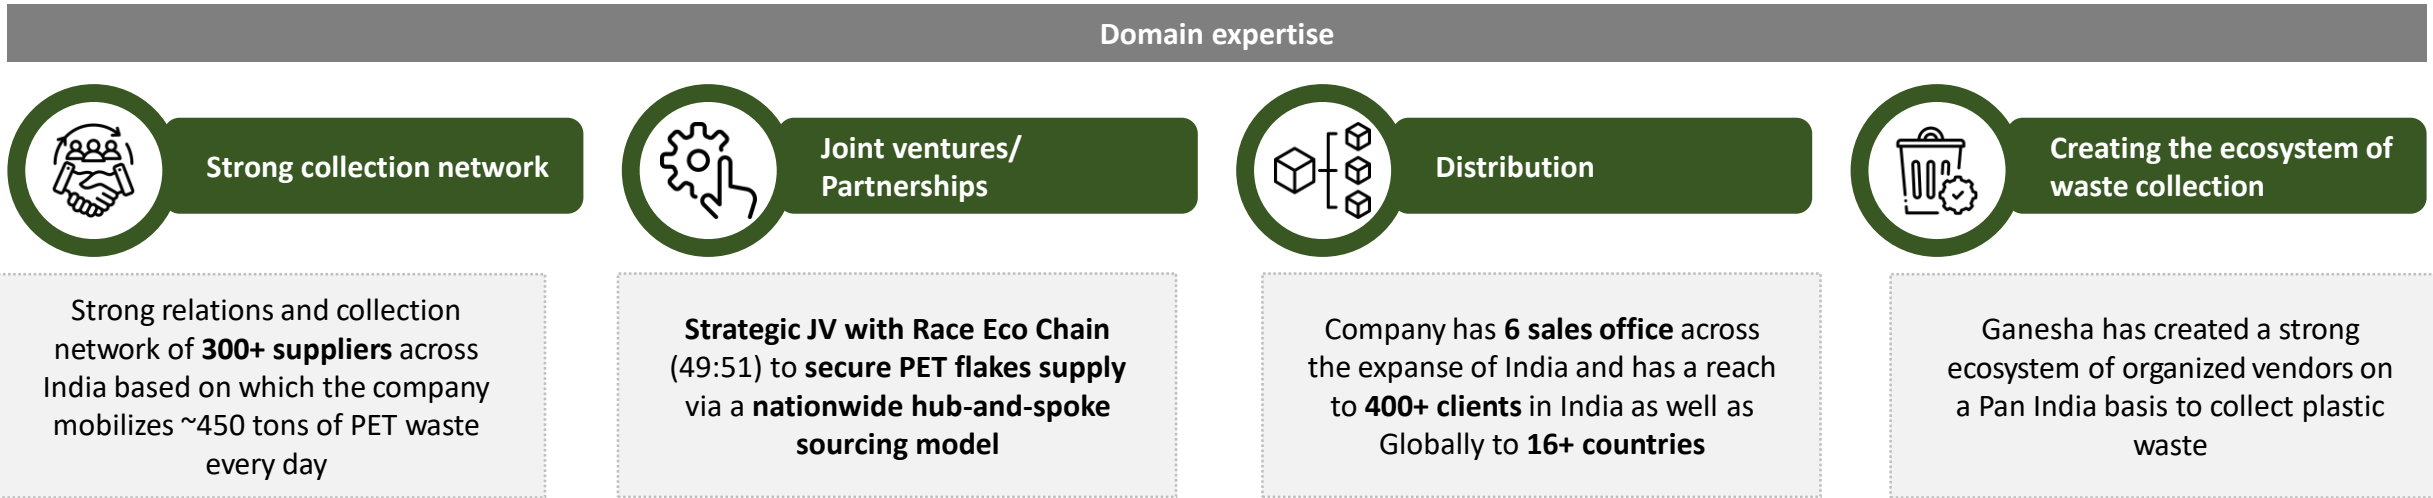 Domain expertise
Strong collection network
Joint ventures/
Partnerships
Distribution
Creating the ecosystem of
waste collection
Strong relations and collection
network of 300+ suppliers across
India based on which the company
mobilizes ~450 tons of PET waste
every day
Strategic JV with Race Eco Chain
(49:51) to secure PET flakes supply
via a nationwide hub-and-spoke
sourcing model
Company has 6 sales office across
the expanse of India and has a reach
to 400+ clients in India as well as
Globally to 16+ countries
Ganesha has created a strong
ecosystem of organized vendors on
a Pan India basis to collect plastic
waste